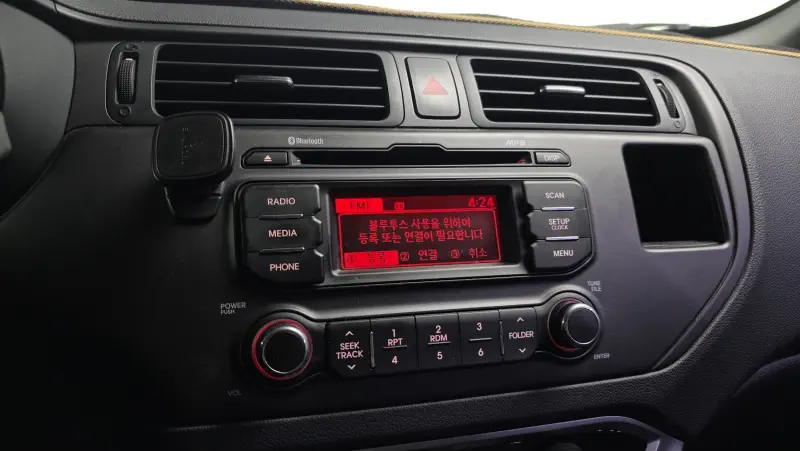 Bluetooth
MP3
DISP
RADIO
MEDIA
PHONE
FM1
4:24
블루투스 사용을 위하여
등록 또는 연결이 필요합니다
① 등록 ② 연결 ③ 취소
SCAN
SETUP
CLOCK
MENU
POWER
PUSH
VOL
SEEK
TRACK
1
RPT
4
2
RDM
5
3
6
FOLDER
TUNE
FILE
ENTER